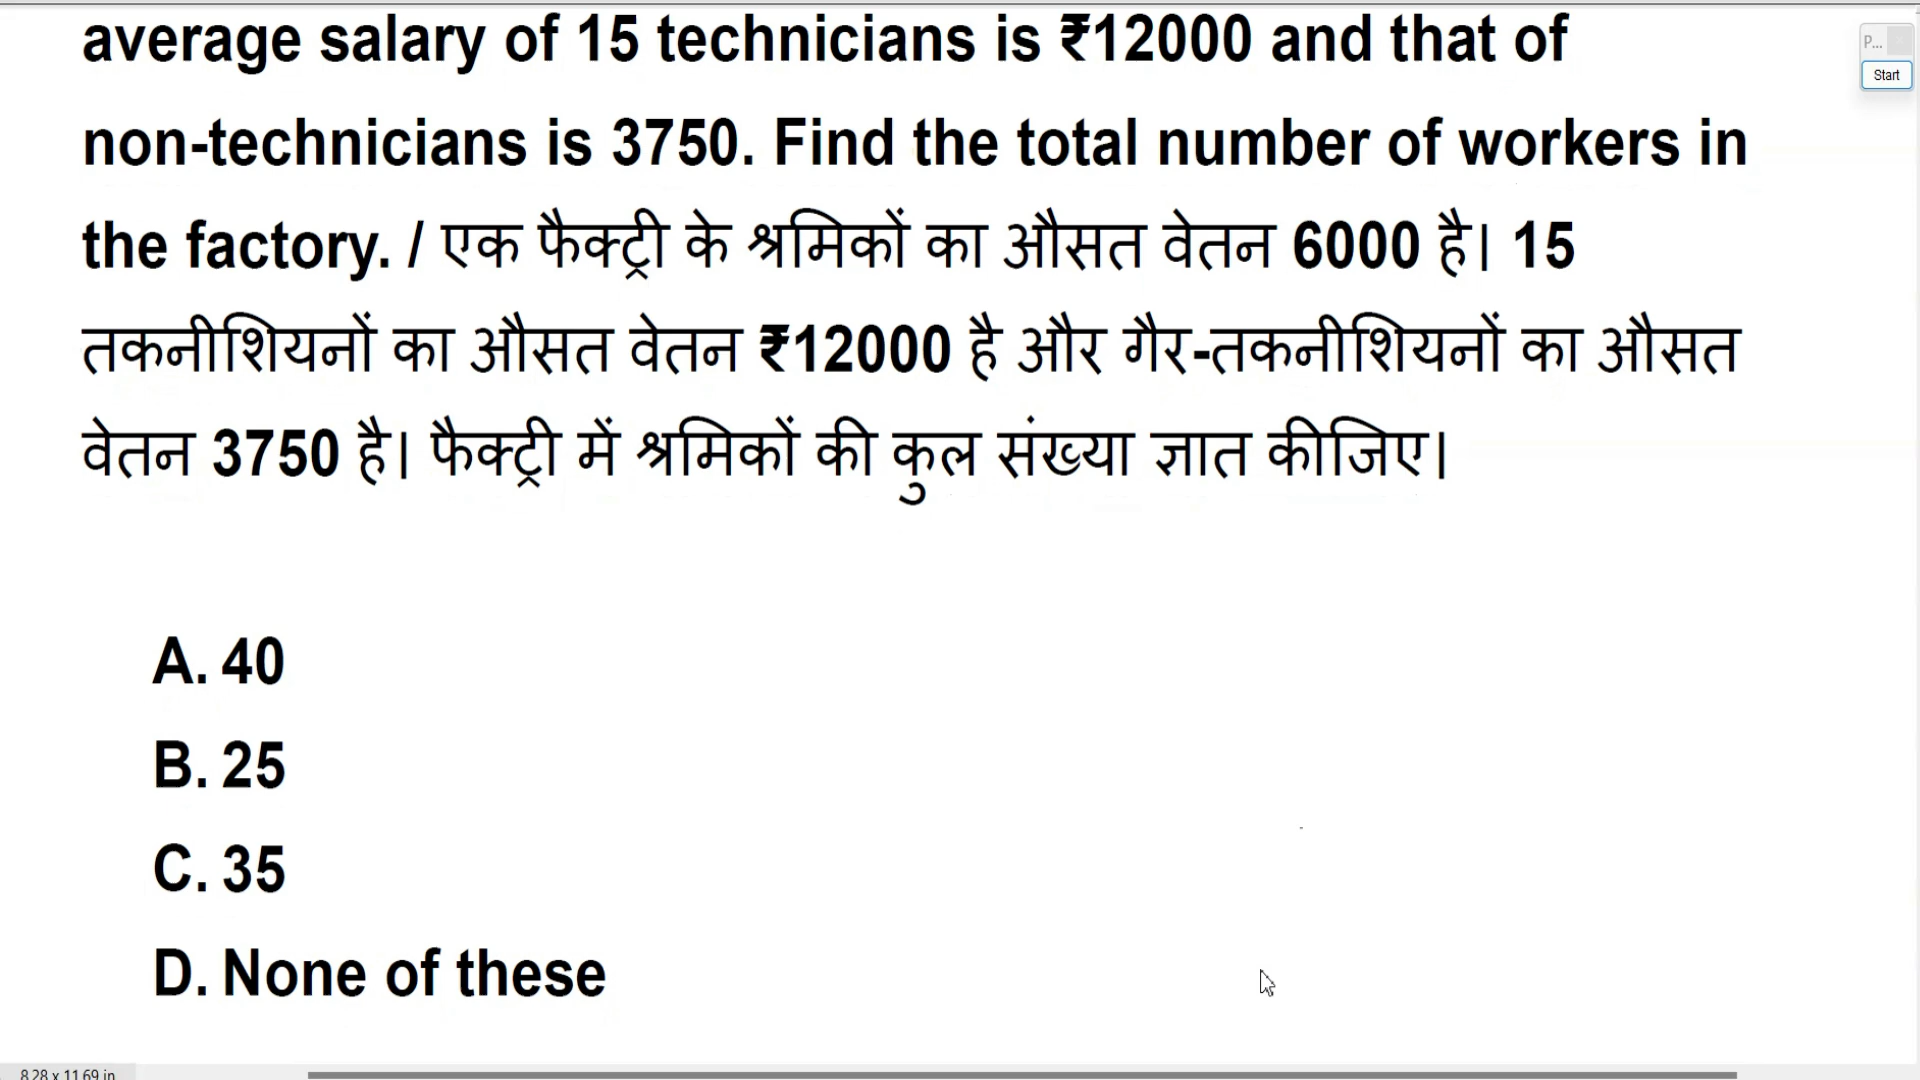 average salary of 15 technicians is ₹12000 and that of
P...
Start
non-technicians is 3750. Find the total number of workers in
the factory. / एक फैक्ट्री के श्रमिकों का औसत वेतन 6000 है। 15
तकनीशियनों का औसत वेतन ₹12000 है और गैर-तकनीशियनों का औसत
वेतन 3750 है। फैक्ट्री में श्रमिकों की कुल संख्या ज्ञात कीजिए।
A. 40
B. 25
C. 35
D. None of these
8.28 x 11.69 in